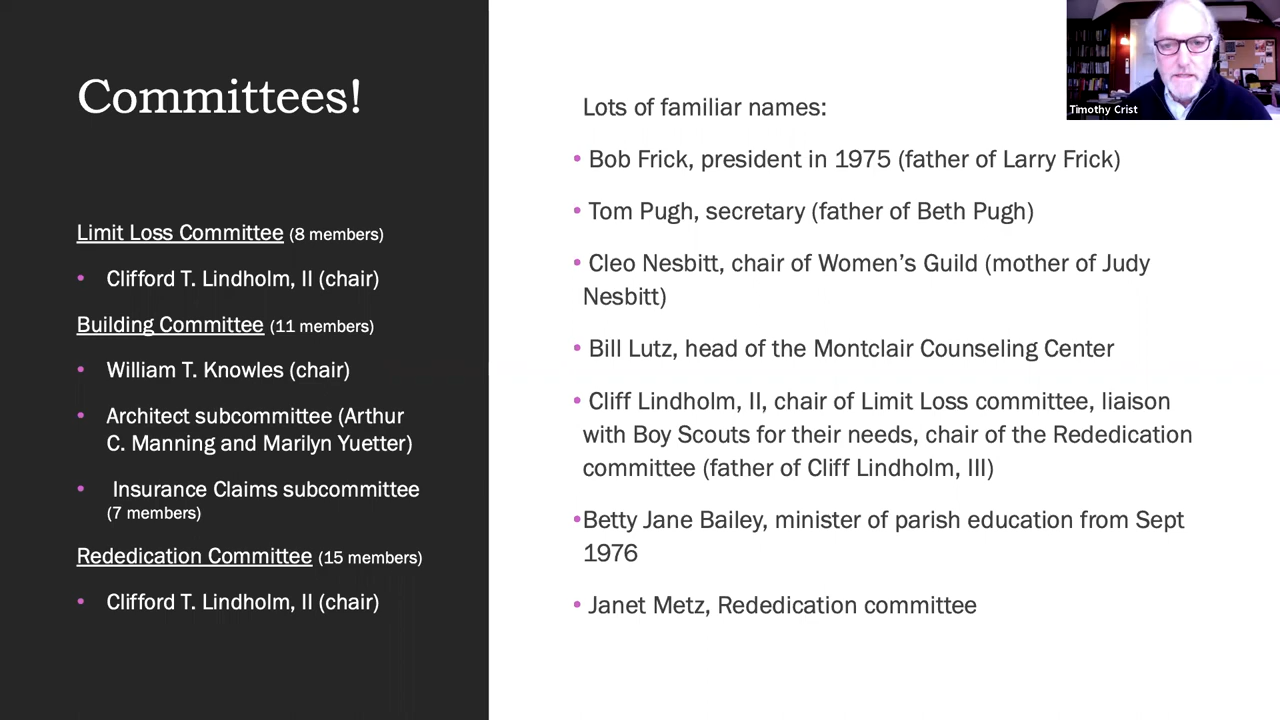 Committees!
Limit Loss Committee (8 members)
• Clifford T. Lindholm, II (chair)
Building Committee (11 members)
• William T. Knowles (chair)
• Architect subcommittee (Arthur
C. Manning and Marilyn Yuetter)
• Insurance Claims subcommittee
(7 members)
Rededication Committee (15 members)
• Clifford T. Lindholm, II (chair)
Lots of familiar names:
• Bob Frick, president in 1975 (father of Larry Frick)
• Tom Pugh, secretary (father of Beth Pugh)
• Cleo Nesbitt, chair of Women’s Guild (mother of Judy
Nesbitt)
• Bill Lutz, head of the Montclair Counseling Center
• Cliff Lindholm, II, chair of Limit Loss committee, liaison
with Boy Scouts for their needs, chair of the Rededication
committee (father of Cliff Lindholm, III)
•Betty Jane Bailey, minister of parish education from Sept
1976
• Janet Metz, Rededication committee
Timothy Crist